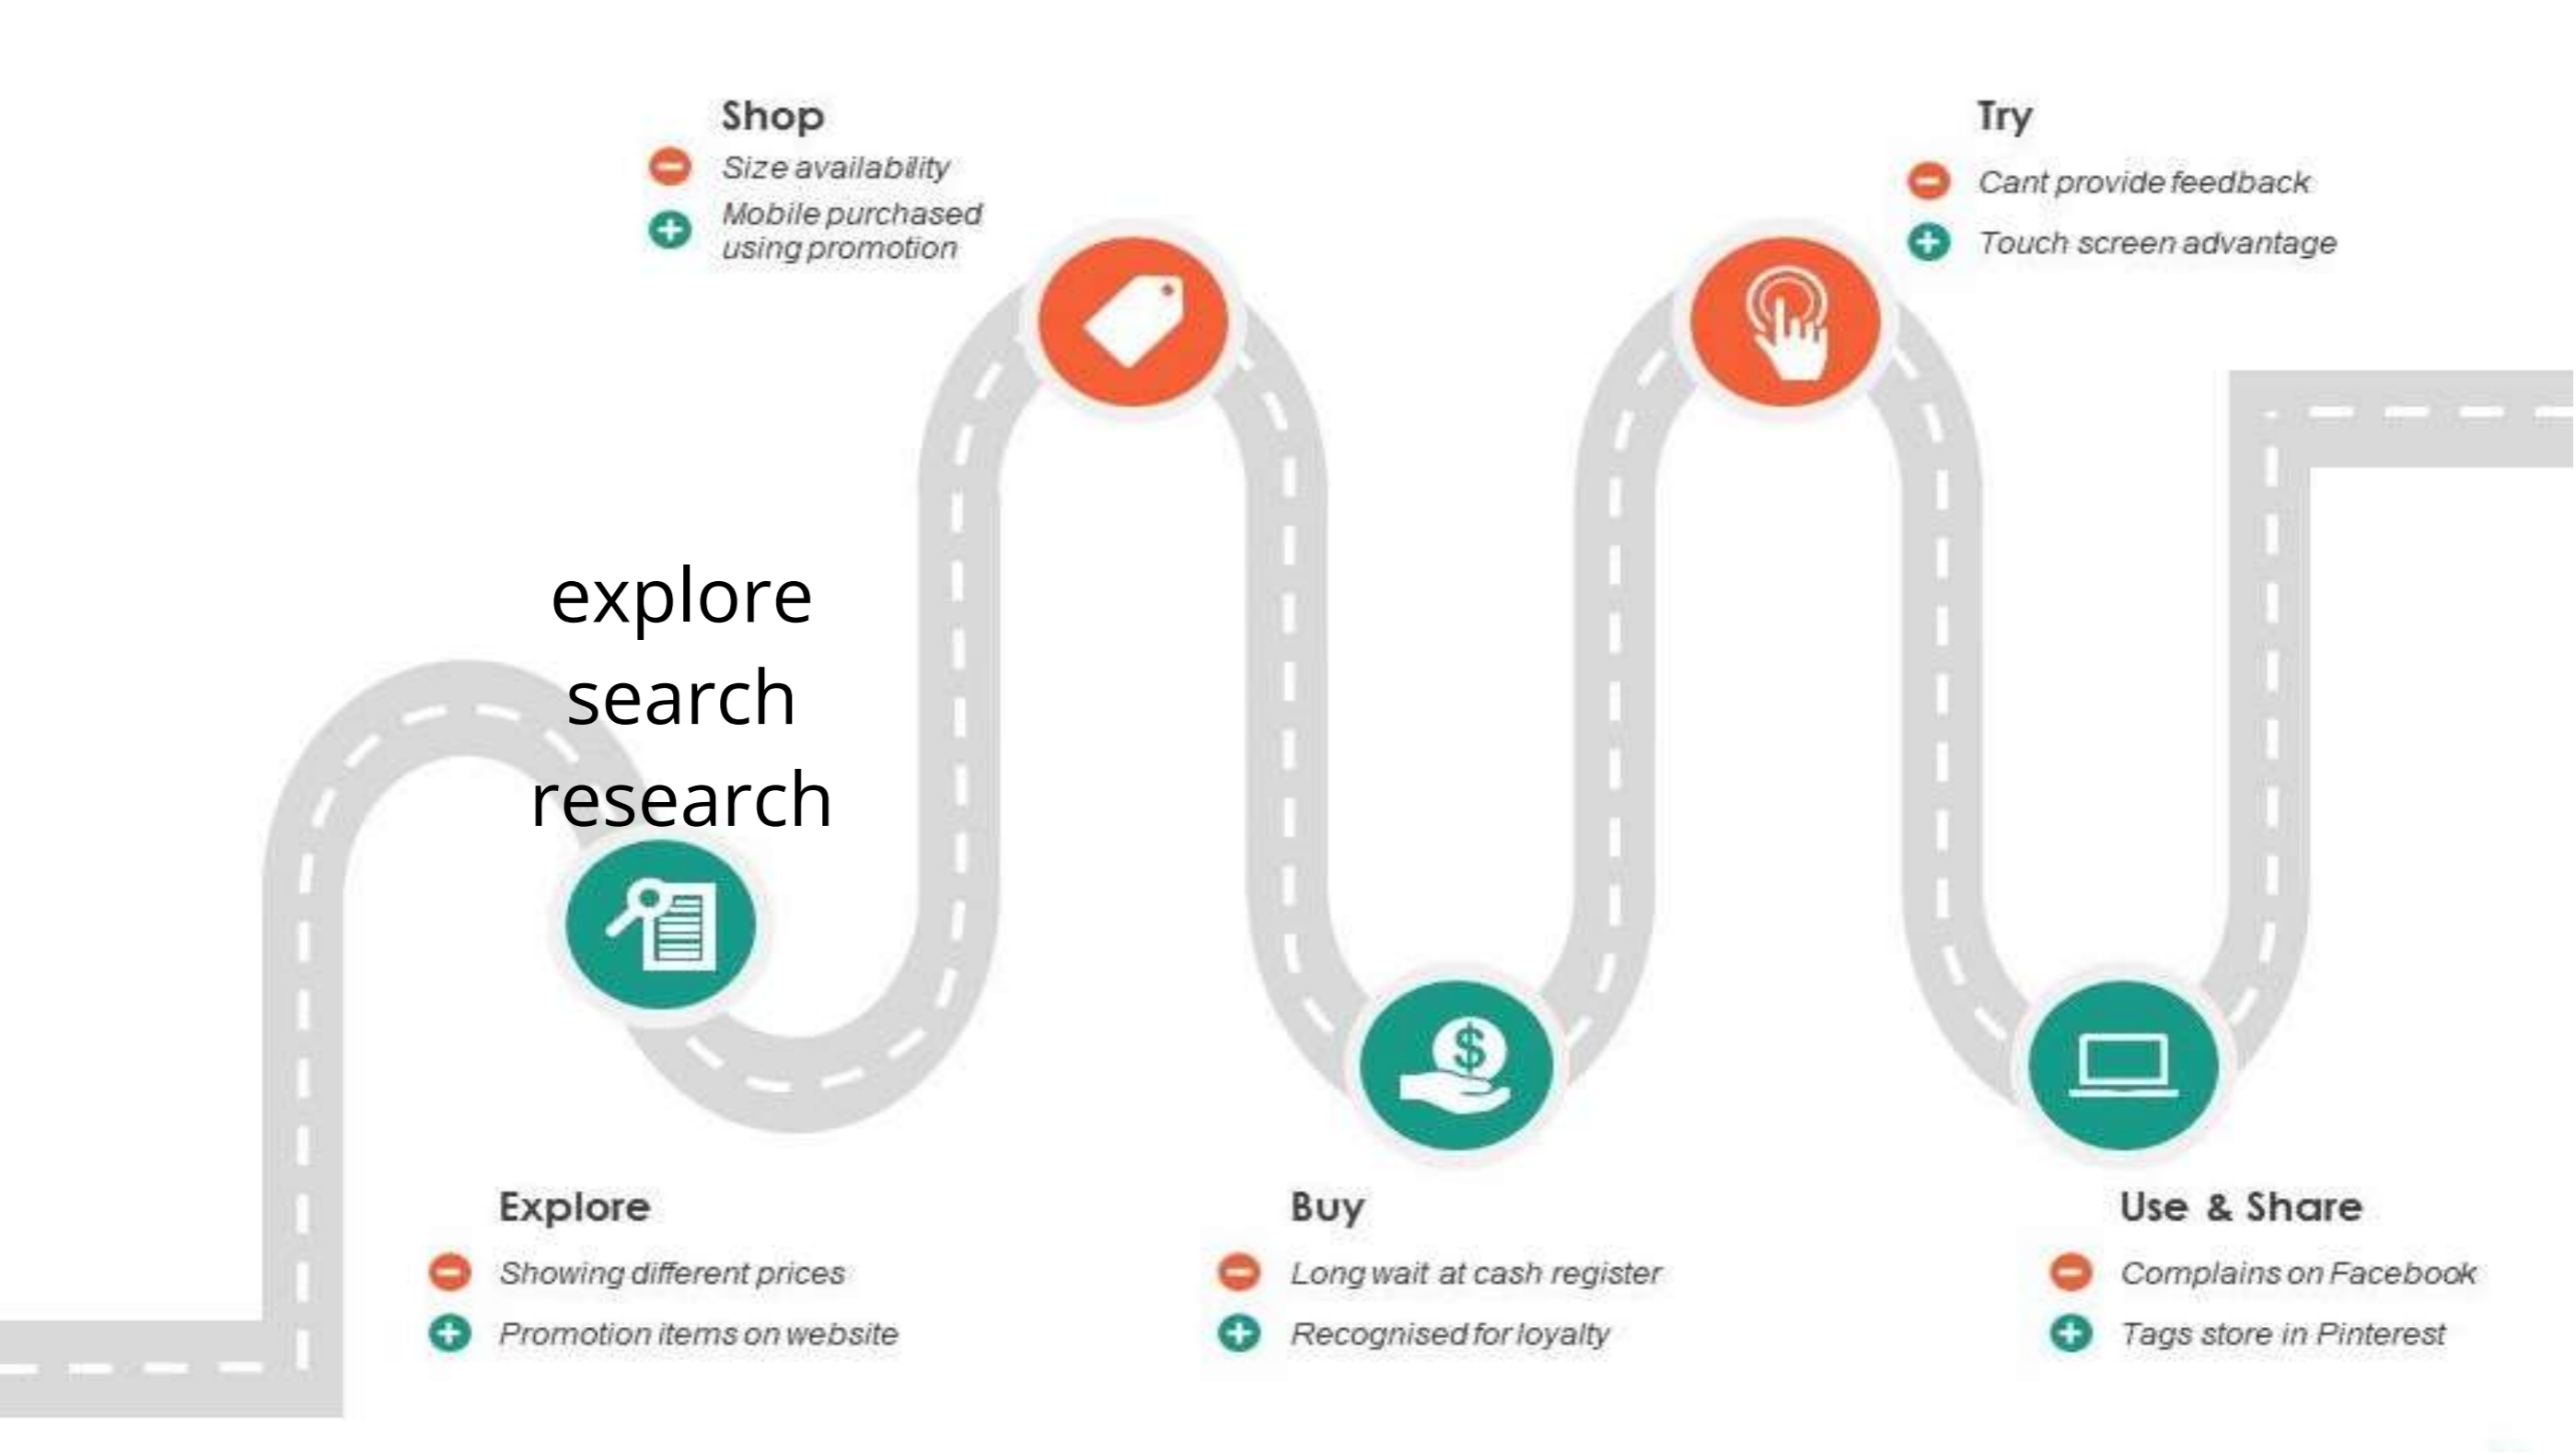 Shop
Size availability
Mobile purchased
using promotion
Try
Cant provide feedback
Touch screen advantage
explore
search
research
$
Explore
Showing different prices
Promotion items on website
Buy
Long wait at cash register
Recognised for loyalty
Use & Share
Complains on Facebook
Tags store in Pinterest